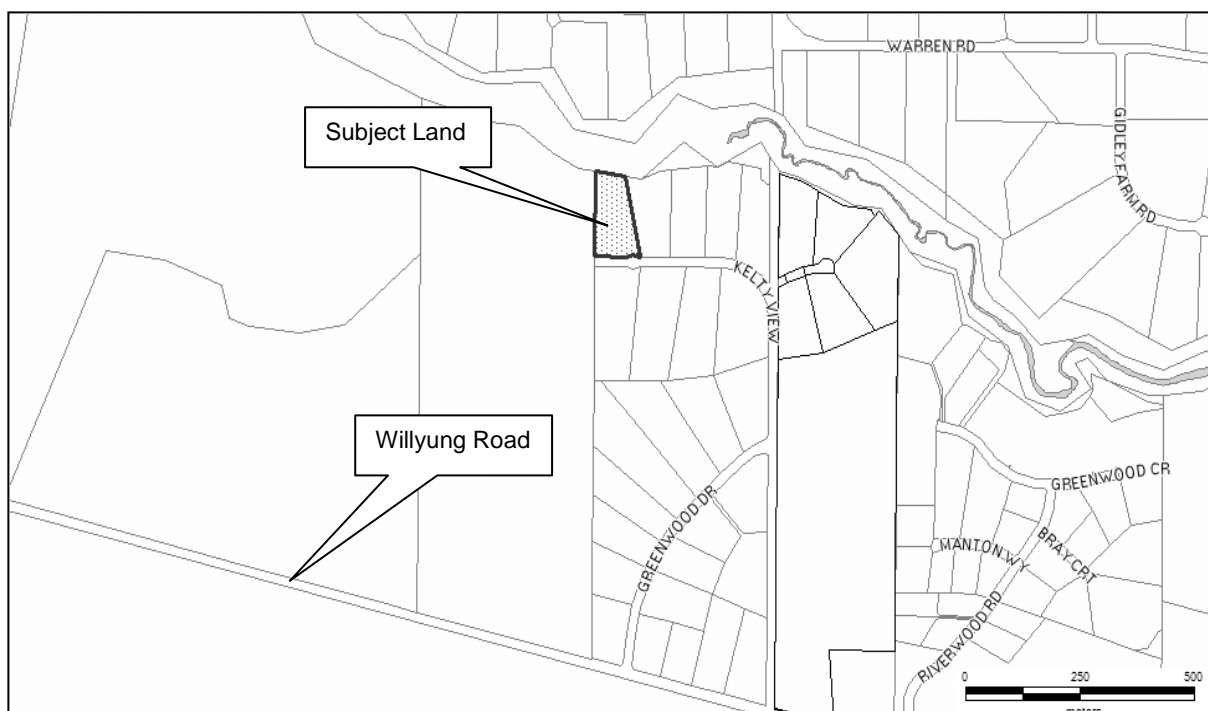 WARREN RD
GIDLEY FARM RD
Subject Land
KELTY VIEW
Willyung Road
GREENWOOD DR
GREENWOOD CR
MANTON WY
BRAY CRT
RIVERWOOD RD
0 250 500
meters